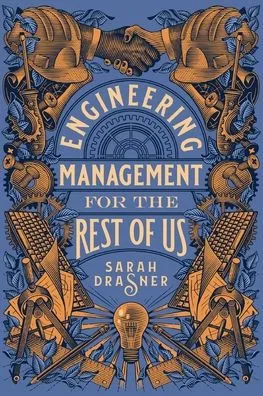 ENGINEERING
MANAGEMENT
FOR THE
REST OF US
SARAH
DRASNER